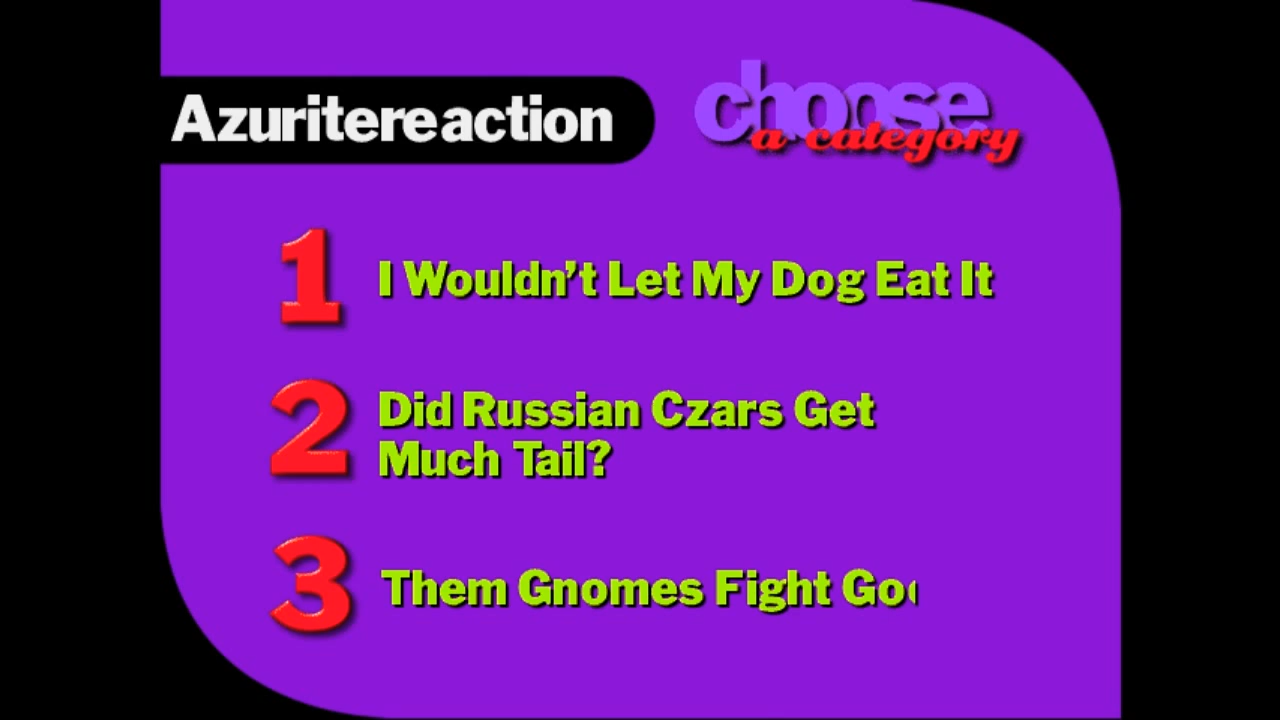 Azuritereaction
choose
a category
1
I Wouldn't Let My Dog Eat It
2
Did Russian Czars Get
Much Tail?
3
Them Gnomes Fight